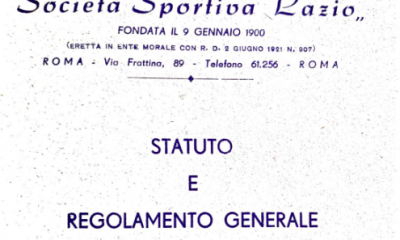 Società Sportiva Lazio„
FONDATA IL 9 GENNAIO 1900
(ERETTA IN ENTE MORALE CON R. D. 2 GIUGNO 1921 N. 907)
ROMA - Via Frattina, 89 - Telefono 61.256 - ROMA
STATUTO
E
REGOLAMENTO GENERALE